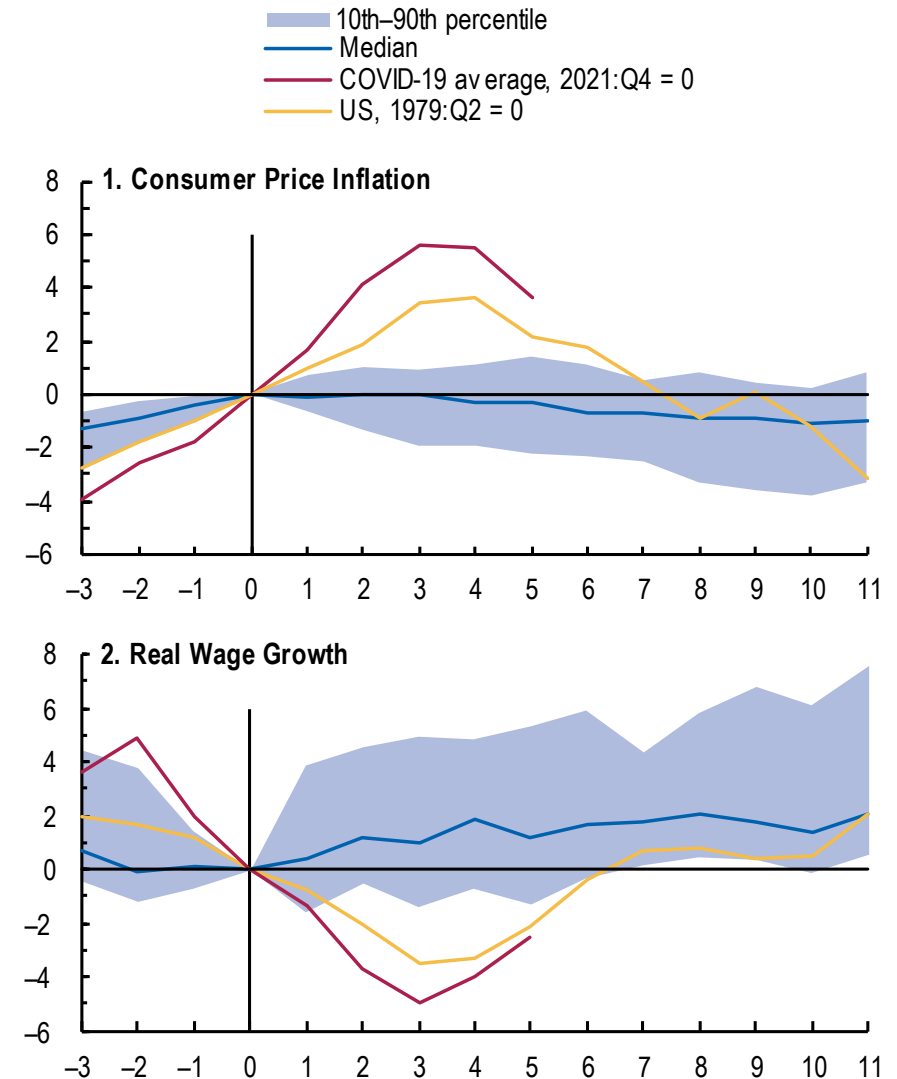 10th–90th percentile
Median
COVID-19 average, 2021:Q4 = 0
US, 1979:Q2 = 0
1. Consumer Price Inflation
8
6
4
2
0
–2
–4
–6
–3 –2 –1 0 1 2 3 4 5 6 7 8 9 10 11
2. Real Wage Growth
8
6
4
2
0
–2
–4
–6
–3 –2 –1 0 1 2 3 4 5 6 7 8 9 10 11